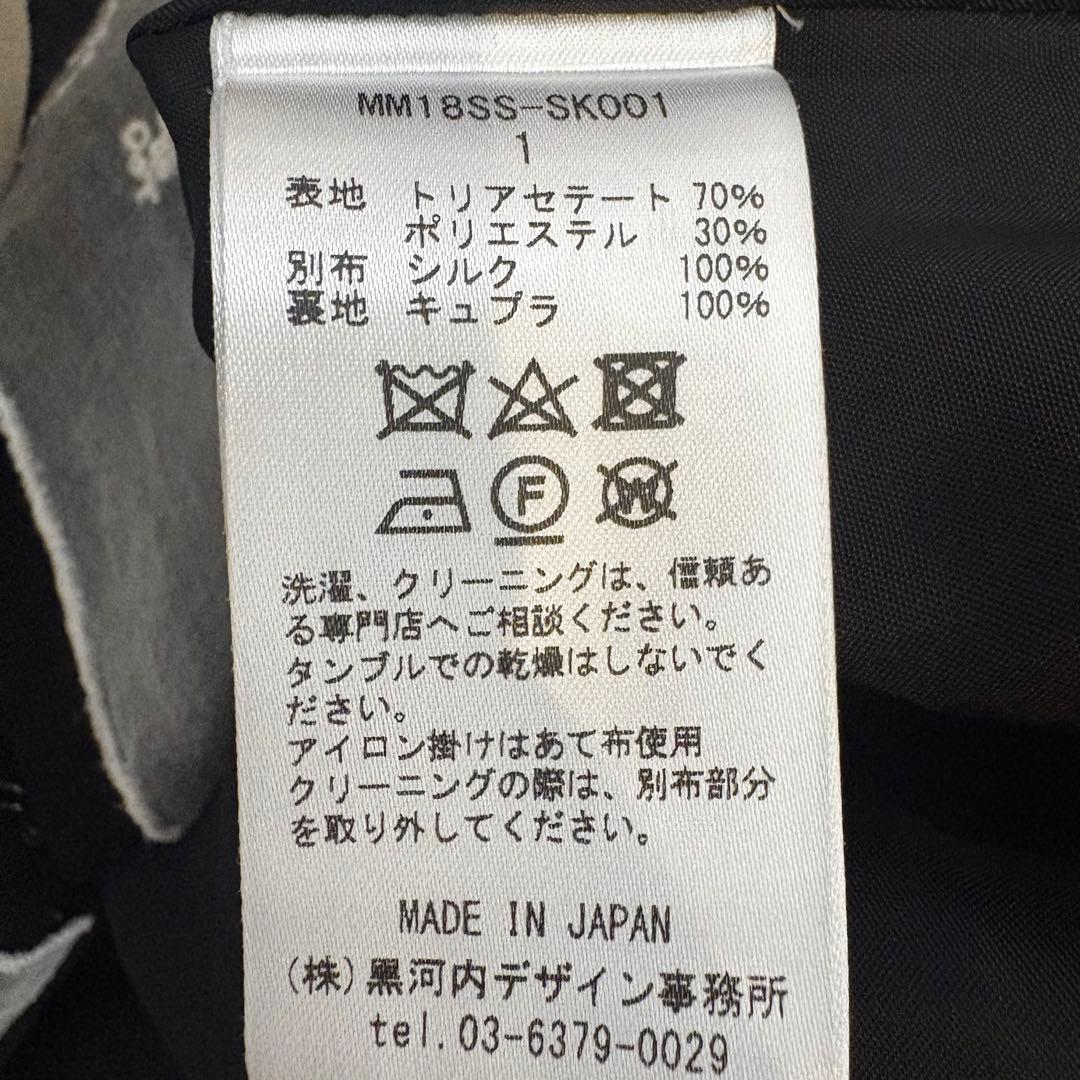 MM18SS-SK001
1
表地 トリアセテート 70%
ポリエステル 30%
別布 シルク 100%
裏地 キュプラ 100%
F
W
洗濯、クリーニングは、信頼あ
る専門店へご相談ください。
タンブルでの乾燥はしないでく
ださい。
アイロン掛けはあて布使用
クリーニングの際は、別布部分
を取り外してください。
MADE IN JAPAN
(株)黒河内デザイン事務所
tel.03-6379-0029